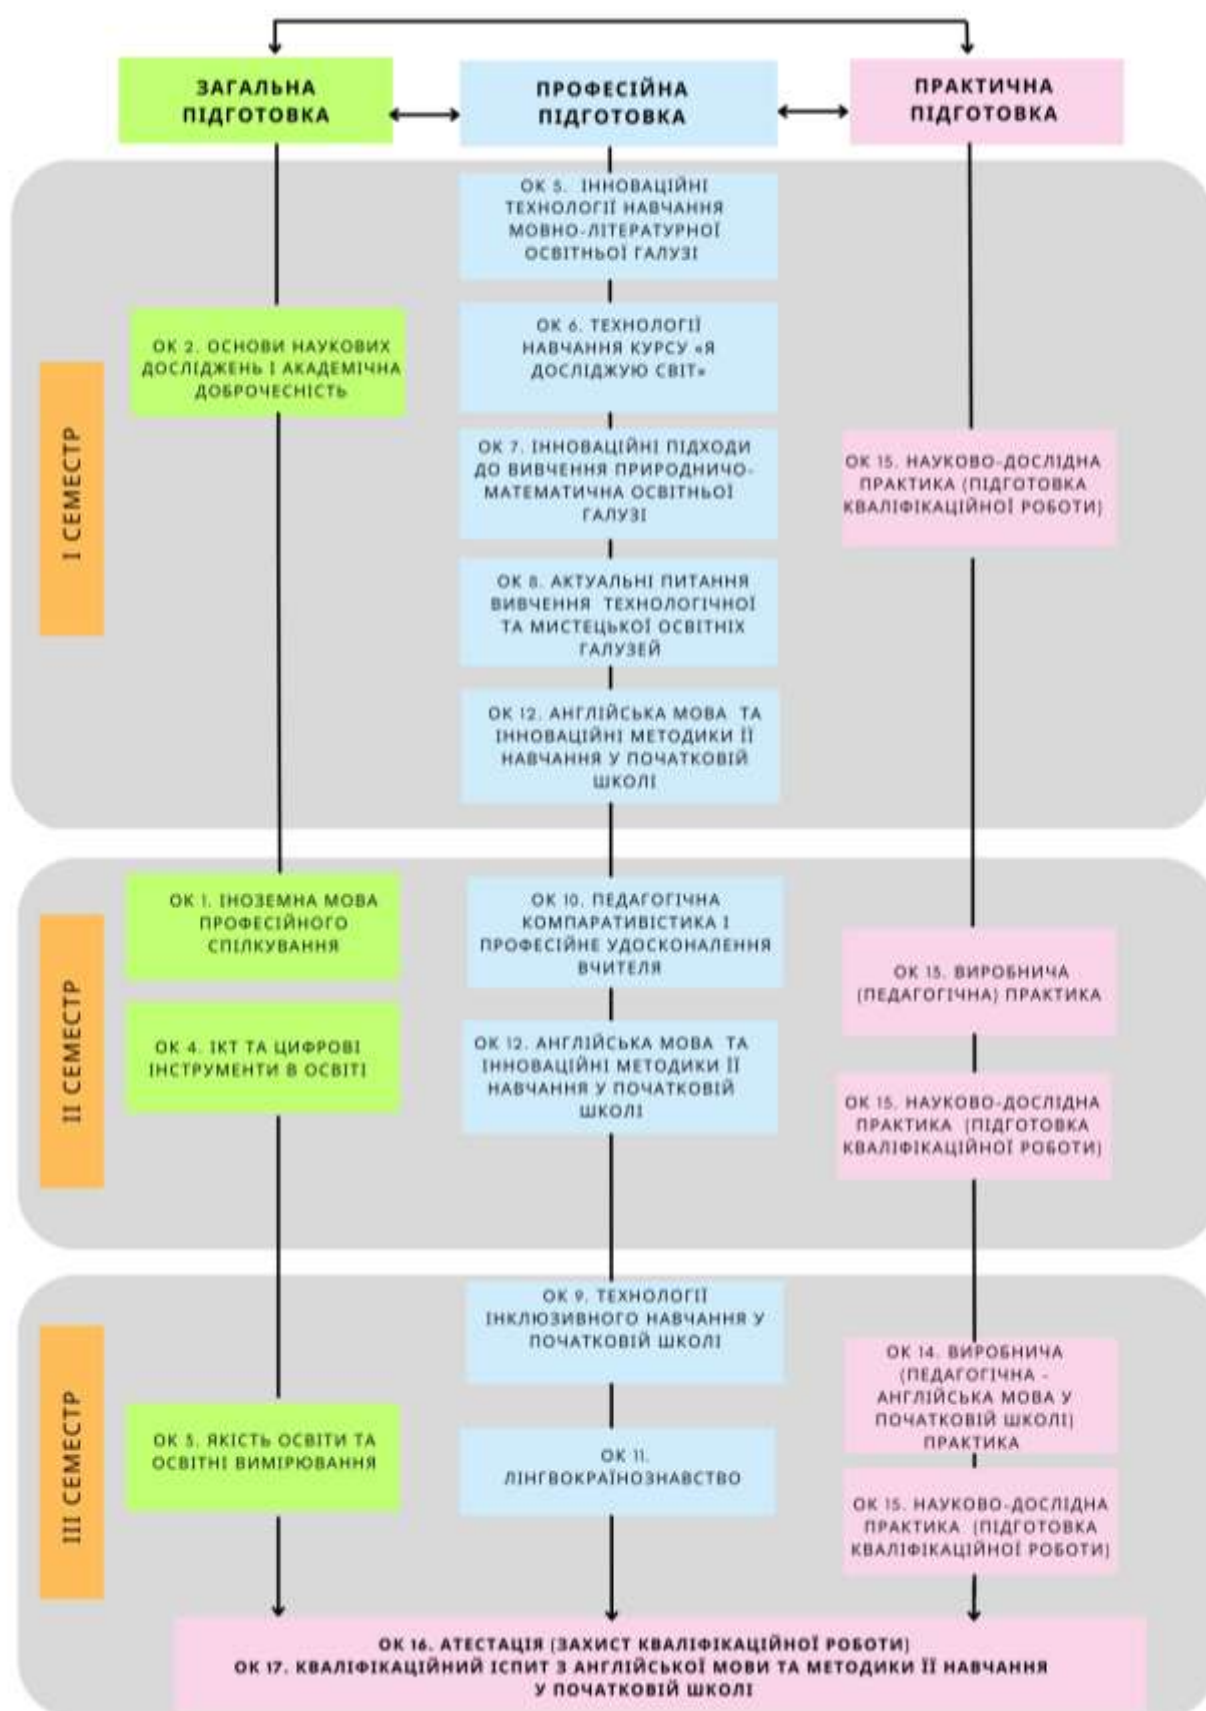 ЗАГАЛЬНА
ПІДГОТОВКА
ПРОФЕСІЙНА
ПІДГОТОВКА
ПРАКТИЧНА
ПІДГОТОВКА
І СЕМЕСТР
ОК 2. ОСНОВИ НАУКОВИХ
ДОСЛІДЖЕНЬ І АКАДЕМІЧНА
ДОБРОЧЕСНІСТЬ
ОК 5. ІННОВАЦІЙНІ
ТЕХНОЛОГІЇ НАВЧАННЯ
МОВНО-ЛІТЕРАТУРНОЇ
ОСВІТНЬОЇ ГАЛУЗІ
ОК 6. ТЕХНОЛОГІЇ
НАВЧАННЯ КУРСУ «Я
ДОСЛІДЖУЮ СВІТ»
ОК 7. ІННОВАЦІЙНІ ПІДХОДИ
ДО ВИВЧЕННЯ ПРИРОДНИЧО-
МАТЕМАТИЧНА ОСВІТНЬОЇ
ГАЛУЗІ
ОК 8. АКТУАЛЬНІ ПИТАННЯ
ВИВЧЕННЯ ТЕХНОЛОГІЧНОЇ
ТА МИСТЕЦЬКОЇ ОСВІТНІХ
ГАЛУЗЕЙ
ОК 12. АНГЛІЙСЬКА МОВА ТА
ІННОВАЦІЙНІ МЕТОДИКИ ЇЇ
НАВЧАННЯ У ПОЧАТКОВІЙ
ШКОЛІ
ОК 15. НАУКОВО-ДОСЛІДНА
ПРАКТИКА (ПІДГОТОВКА
КВАЛІФІКАЦІЙНОЇ РОБОТИ)
ІІ СЕМЕСТР
ОК 1. ІНОЗЕМНА МОВА
ПРОФЕСІЙНОГО
СПІЛКУВАННЯ
ОК 4. ІКТ ТА ЦИФРОВІ
ІНСТРУМЕНТИ В ОСВІТІ
ОК 10. ПЕДАГОГІЧНА
КОМПАРАТИВІСТИКА І
ПРОФЕСІЙНЕ УДОСКОНАЛЕННЯ
ВЧИТЕЛЯ
ОК 12. АНГЛІЙСЬКА МОВА ТА
ІННОВАЦІЙНІ МЕТОДИКИ ЇЇ
НАВЧАННЯ У ПОЧАТКОВІЙ
ШКОЛІ
ОК 13. ВИРОБНИЧА
(ПЕДАГОГІЧНА) ПРАКТИКА
ОК 15. НАУКОВО-ДОСЛІДНА
ПРАКТИКА (ПІДГОТОВКА
КВАЛІФІКАЦІЙНОЇ РОБОТИ)
ІІІ СЕМЕСТР
ОК 3. ЯКІСТЬ ОСВІТИ ТА
ОСВІТНІ ВИМІРЮВАННЯ
ОК 9. ТЕХНОЛОГІЇ
ІНКЛЮЗИВНОГО НАВЧАННЯ У
ПОЧАТКОВІЙ ШКОЛІ
ОК 11.
ЛІНГВОКРАЇНОЗНАВСТВО
ОК 14. ВИРОБНИЧА
(ПЕДАГОГІЧНА -
АНГЛІЙСЬКА МОВА У
ПОЧАТКОВІЙ ШКОЛІ)
ПРАКТИКА
ОК 15. НАУКОВО-ДОСЛІДНА
ПРАКТИКА (ПІДГОТОВКА
КВАЛІФІКАЦІЙНОЇ РОБОТИ)
ОК 16. АТЕСТАЦІЯ (ЗАХИСТ КВАЛІФІКАЦІЙНОЇ РОБОТИ)
ОК 17. КВАЛІФІКАЦІЙНИЙ ІСПИТ З АНГЛІЙСЬКОЇ МОВИ ТА МЕТОДИКИ ЇЇ НАВЧАННЯ
У ПОЧАТКОВІЙ ШКОЛІ